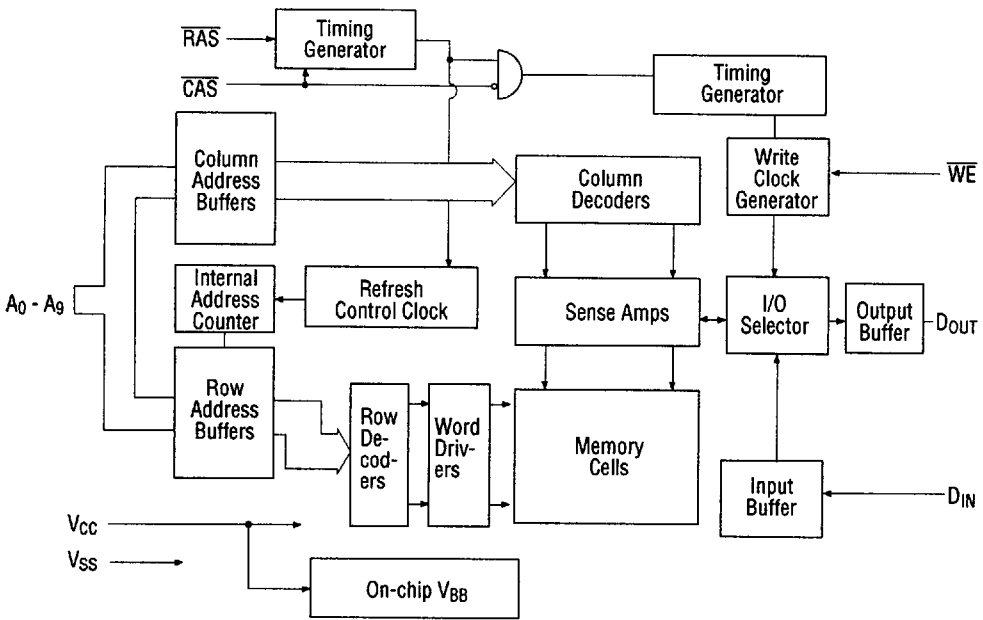 RAS
Timing
Generator
CAS
Timing
Generator
Column
Address
Buffers
Column
Decoders
Write
Clock
Generator
WE
A0 - A9
Internal
Address
Counter
Refresh
Control Clock
Sense Amps
I/O
Selector
Output
Buffer
DOUT
Row
Address
Buffers
Row
De-
cod-
ers
Word
Driv-
ers
Memory
Cells
Input
Buffer
DIN
VCC
VSS
On-chip VBB